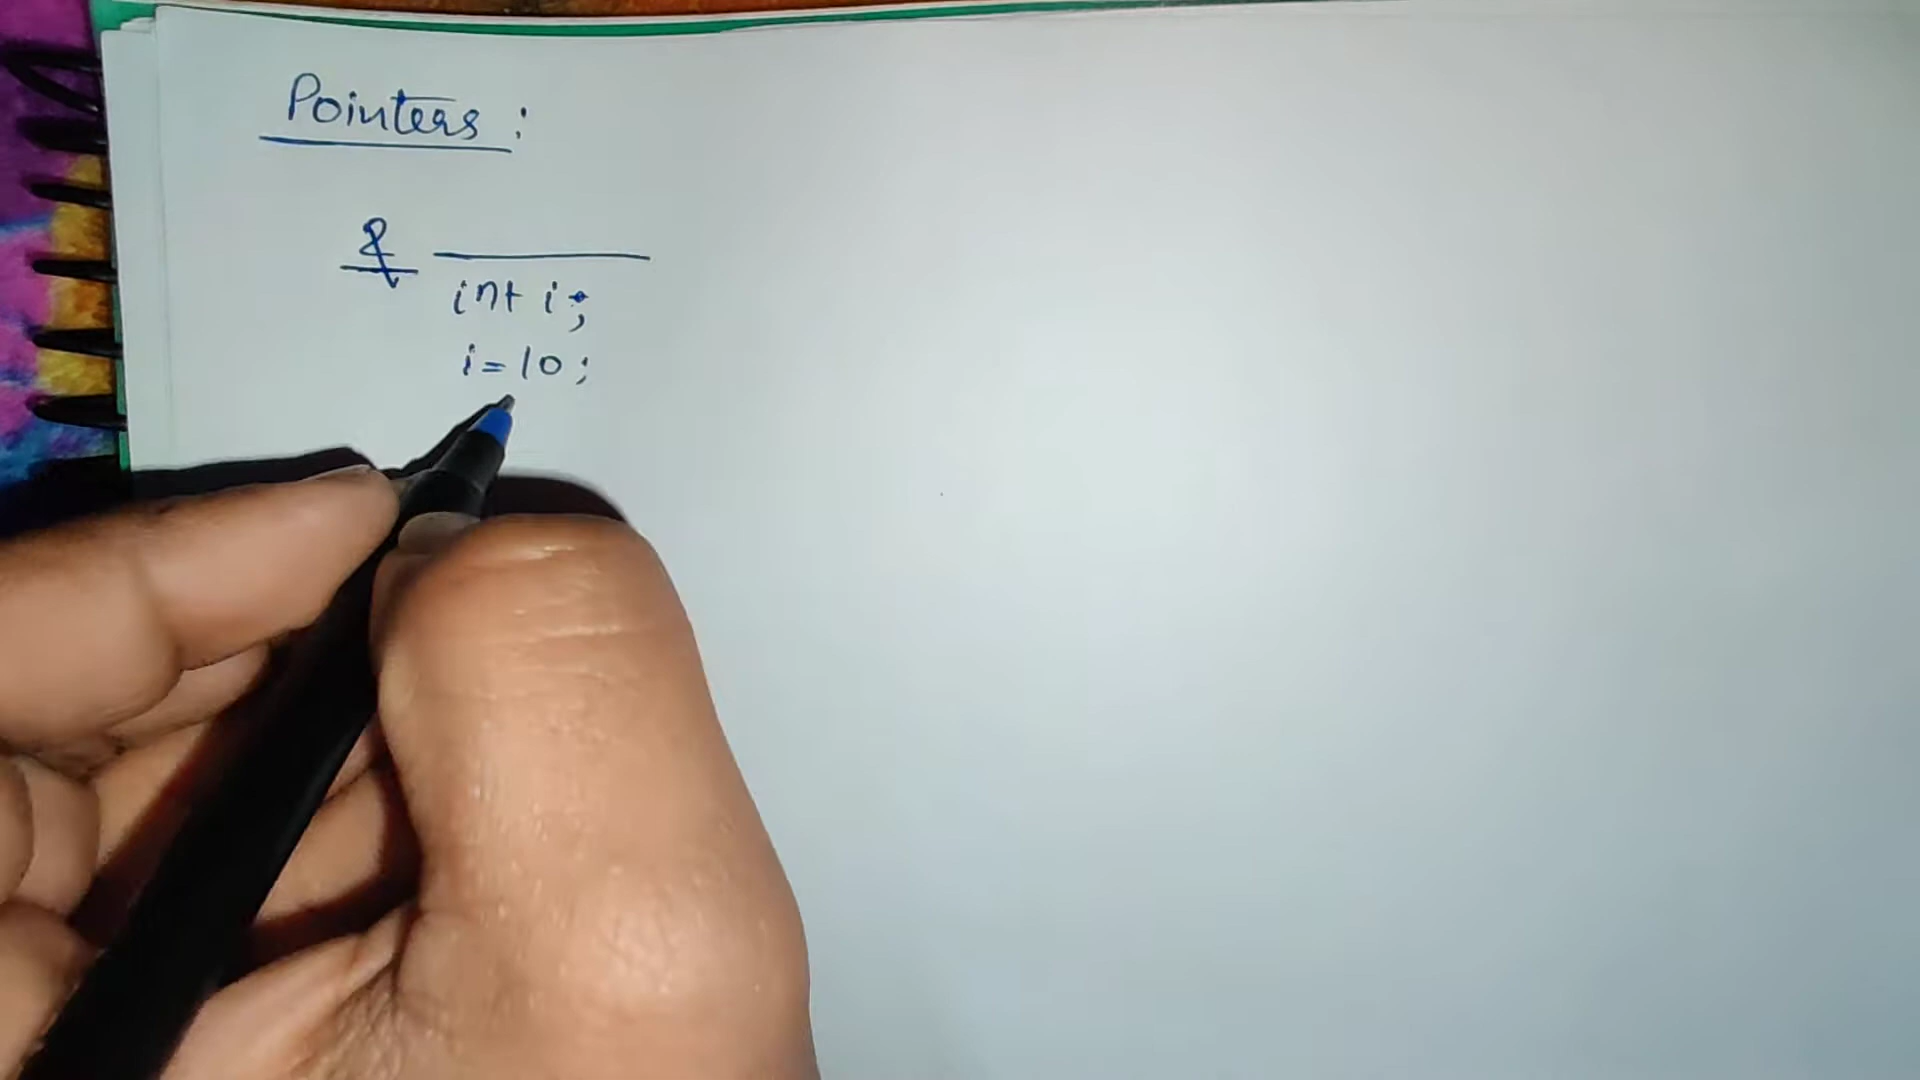 Pointers :
&
int i ;
i = 10 ;